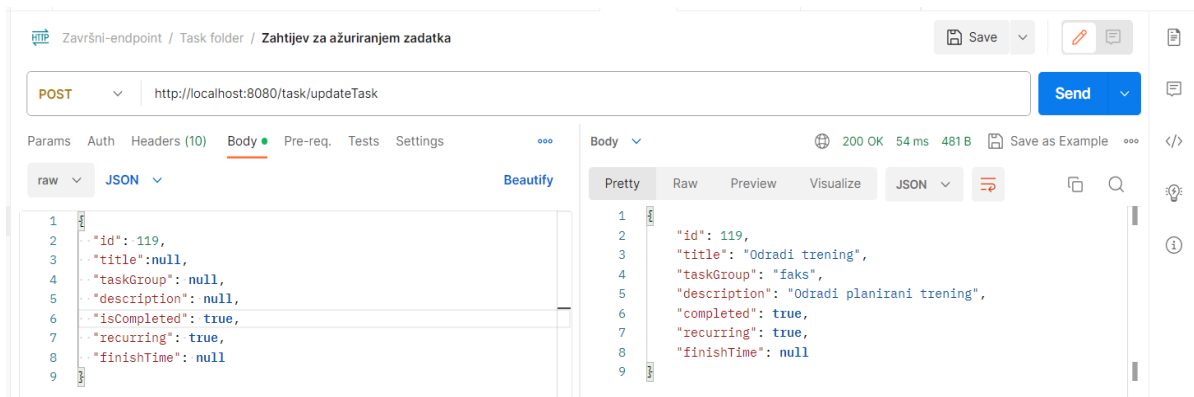 HTTP Završni-endpoint / Task folder / Zahtijev za ažuriranjem zadatka Save
POST http://localhost:8080/task/updateTask Send
Params Auth Headers (10) Body Pre-req. Tests Settings
raw JSON Beautify
1 {
2 "id": 119,
3 "title":null,
4 "taskGroup": null,
5 "description": null,
6 "isCompleted": true,
7 "recurring": true,
8 "finishTime": null
9 }
Body 200 OK 54 ms 481 B Save as Example
Pretty Raw Preview Visualize JSON
1 {
2 "id": 119,
3 "title": "Odradi trening",
4 "taskGroup": "faks",
5 "description": "Odradi planirani trening",
6 "completed": true,
7 "recurring": true,
8 "finishTime": null
9 }